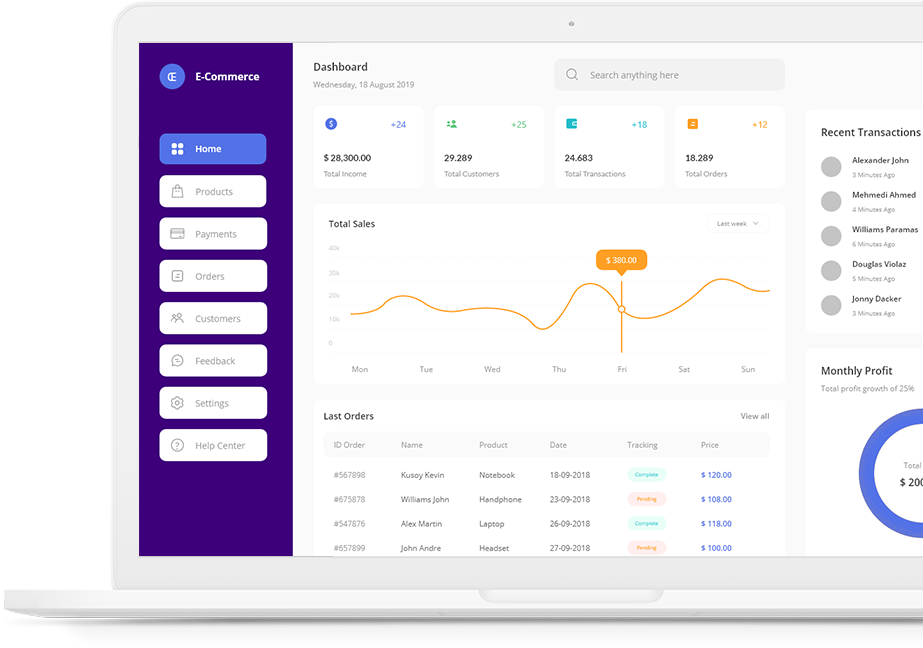 Œ E-Commerce
Home
Products
Payments
Orders
Customers
Feedback
Settings
Help Center
Dashboard
Wednesday, 18 August 2019
Search anything here
+24
$ 28,300.00
Total Income
+25
29.289
Total Customers
+18
24.683
Total Transactions
+12
18.289
Total Orders
Total Sales
Last week
40k
30k
20k
10k
0
$ 380.00
Mon Tue Wed Thu Fri Sat Sun
Last Orders View all
ID Order Name Product Date Tracking Price
#567898 Kusoy Kevin Notebook 18-09-2018 Complete $ 120.00
#675878 Williams John Handphone 23-09-2018 Pending $ 108.00
#547876 Alex Martin Laptop 26-09-2018 Complete $ 118.00
#657899 John Andre Headset 27-09-2018 Pending $ 100.00
Recent Transactions
Alexander John
3 Minutes Ago
Mehmedi Ahmed
4 Minutes Ago
Williams Paramas
6 Minutes Ago
Douglas Violaz
5 Minutes Ago
Jonny Dacker
3 Minutes Ago
Monthly Profit
Total profit growth of 25%
Total
$ 200